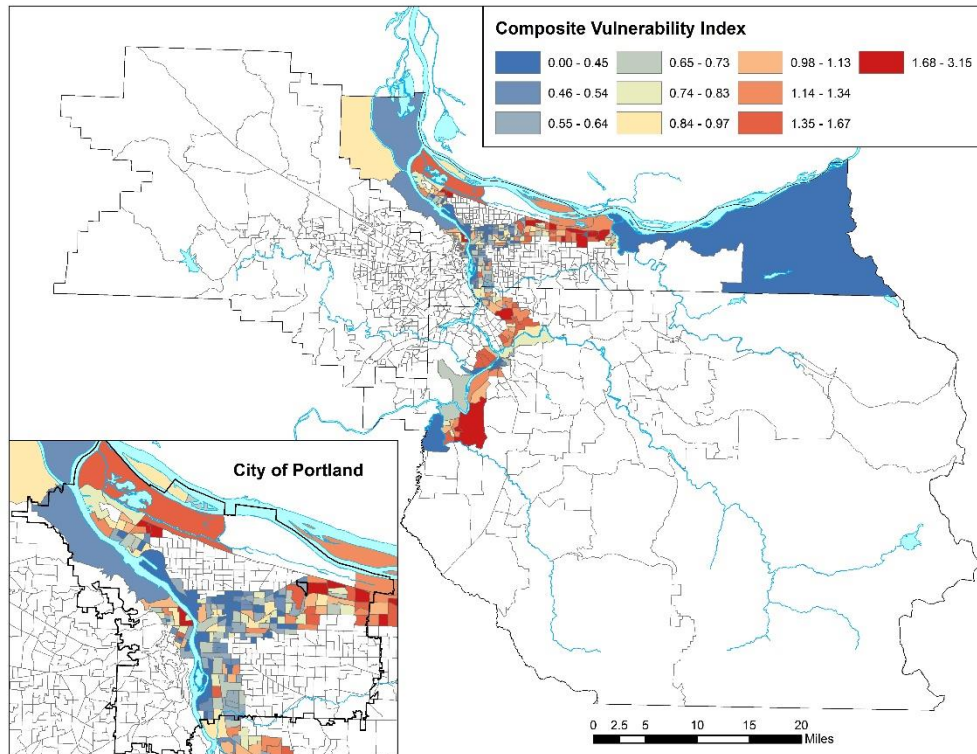 Composite Vulnerability Index
0.00 - 0.45
0.65 - 0.73
0.98 - 1.13
1.68 - 3.15
0.46 - 0.54
0.74 - 0.83
1.14 - 1.34
0.55 - 0.64
0.84 - 0.97
1.35 - 1.67
City of Portland
0 2.5 5 10 15 20
Miles